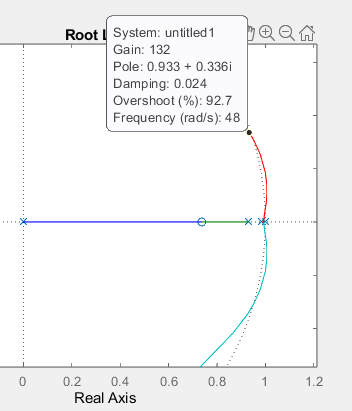 Root L
System: untitled1
Gain: 132
Pole: 0.933 + 0.336i
Damping: 0.024
Overshoot (%): 92.7
Frequency (rad/s): 48
0 0.2 0.4 0.6 0.8 1 1.2
Real Axis